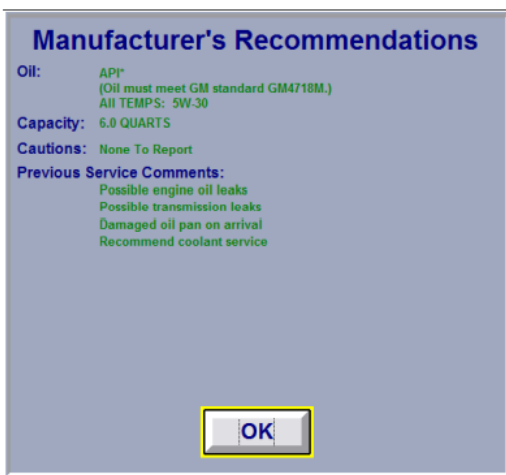 Manufacturer's Recommendations
Oil: API*
(Oil must meet GM standard GM4718M.)
All TEMPS: 5W-30
Capacity: 6.0 QUARTS
Cautions: None To Report
Previous Service Comments:
Possible engine oil leaks
Possible transmission leaks
Damaged oil pan on arrival
Recommend coolant service
OK